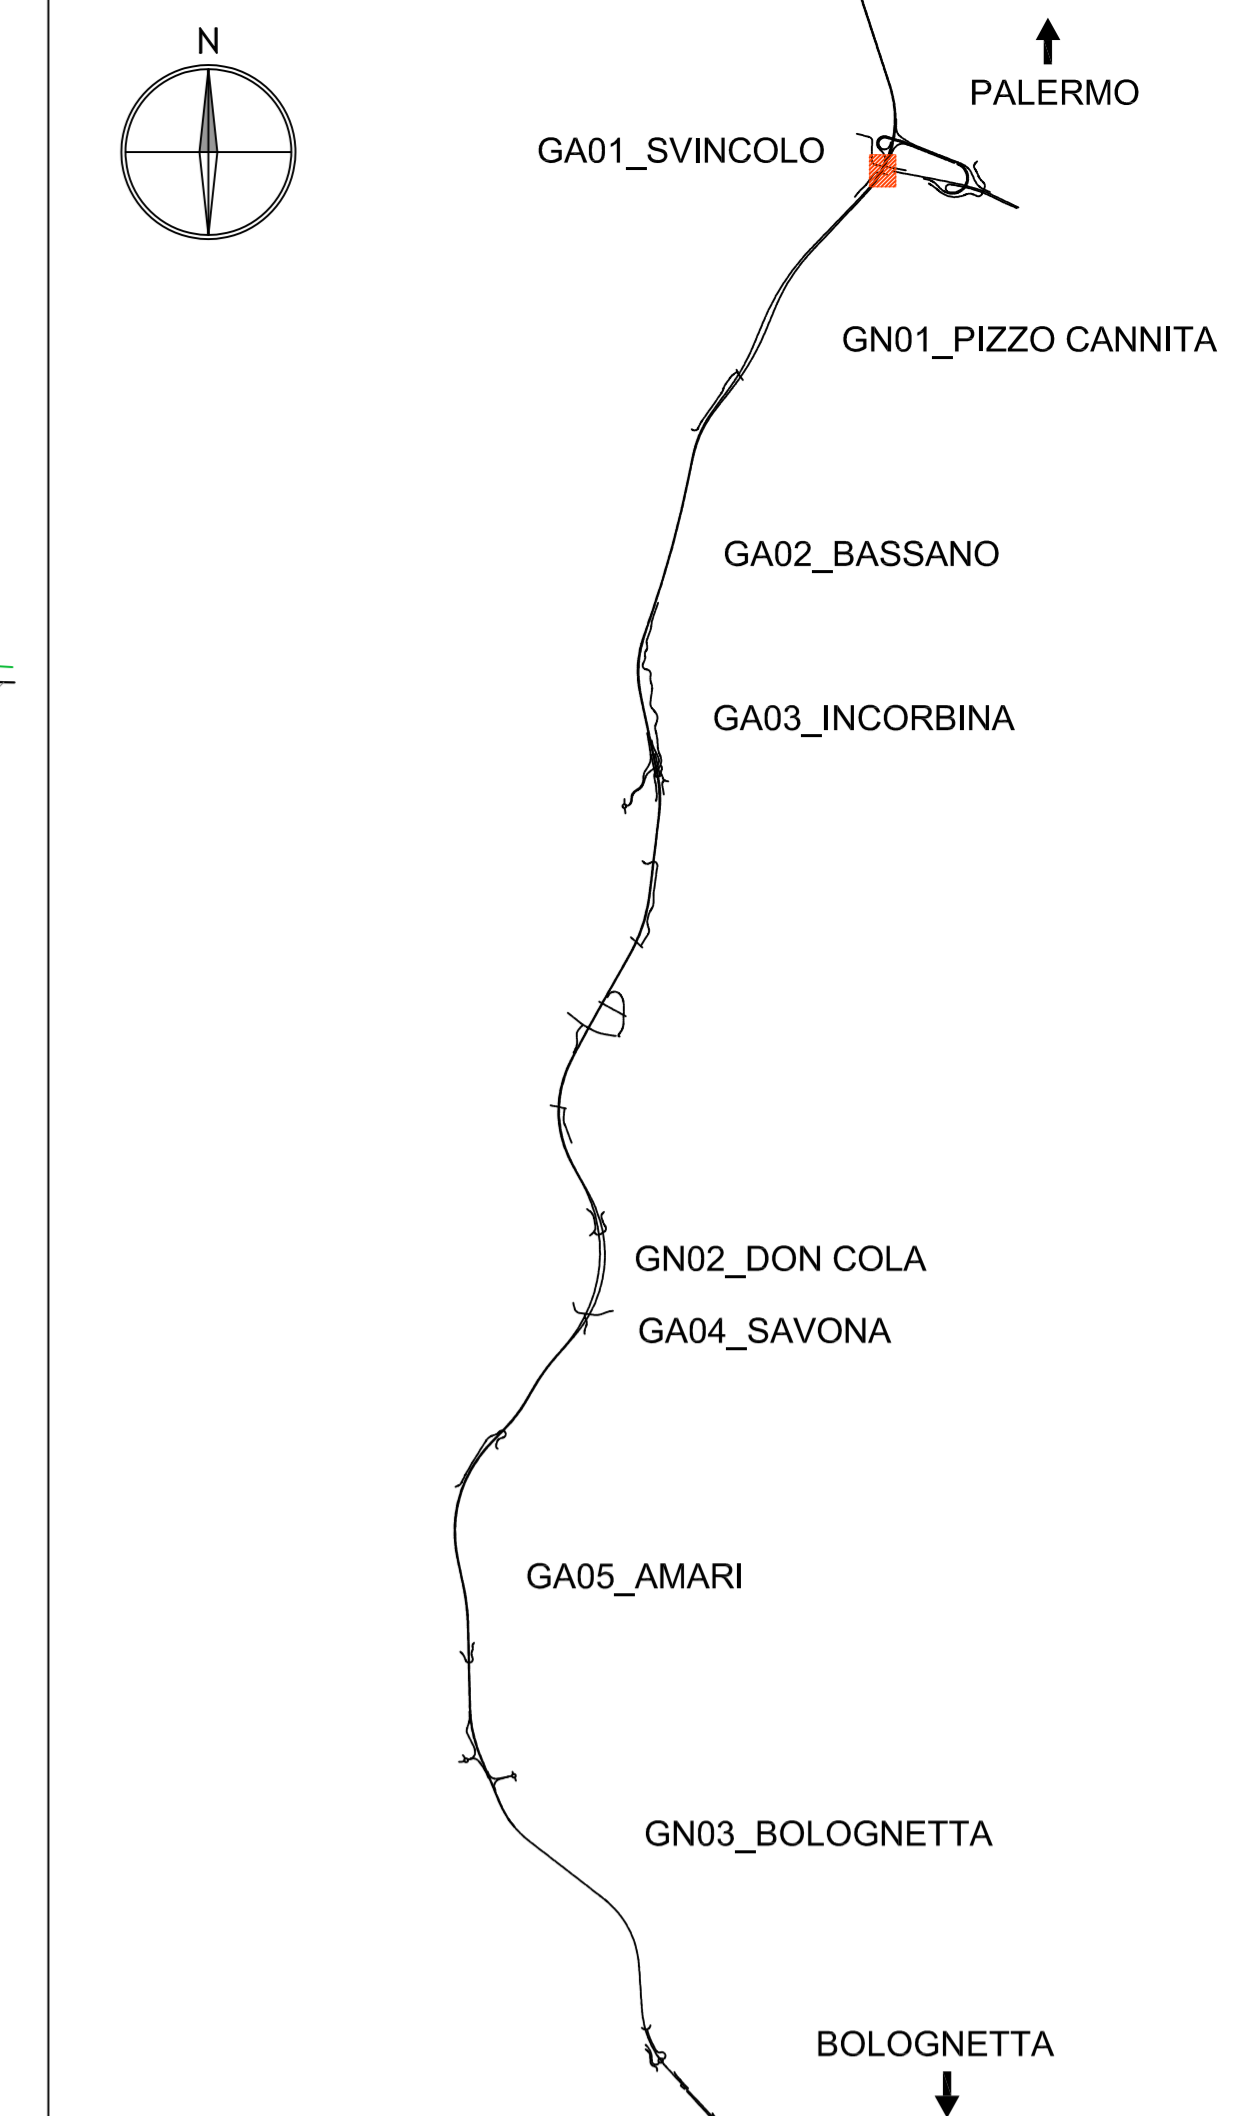 N
PALERMO
GA01_SVINCOLO
GN01_PIZZO CANNITA
GA02_BASSANO
GA03_INCORBINA
GN02_DON COLA
GA04_SAVONA
GA05_AMARI
GN03_BOLOGNETTA
BOLOGNETTA